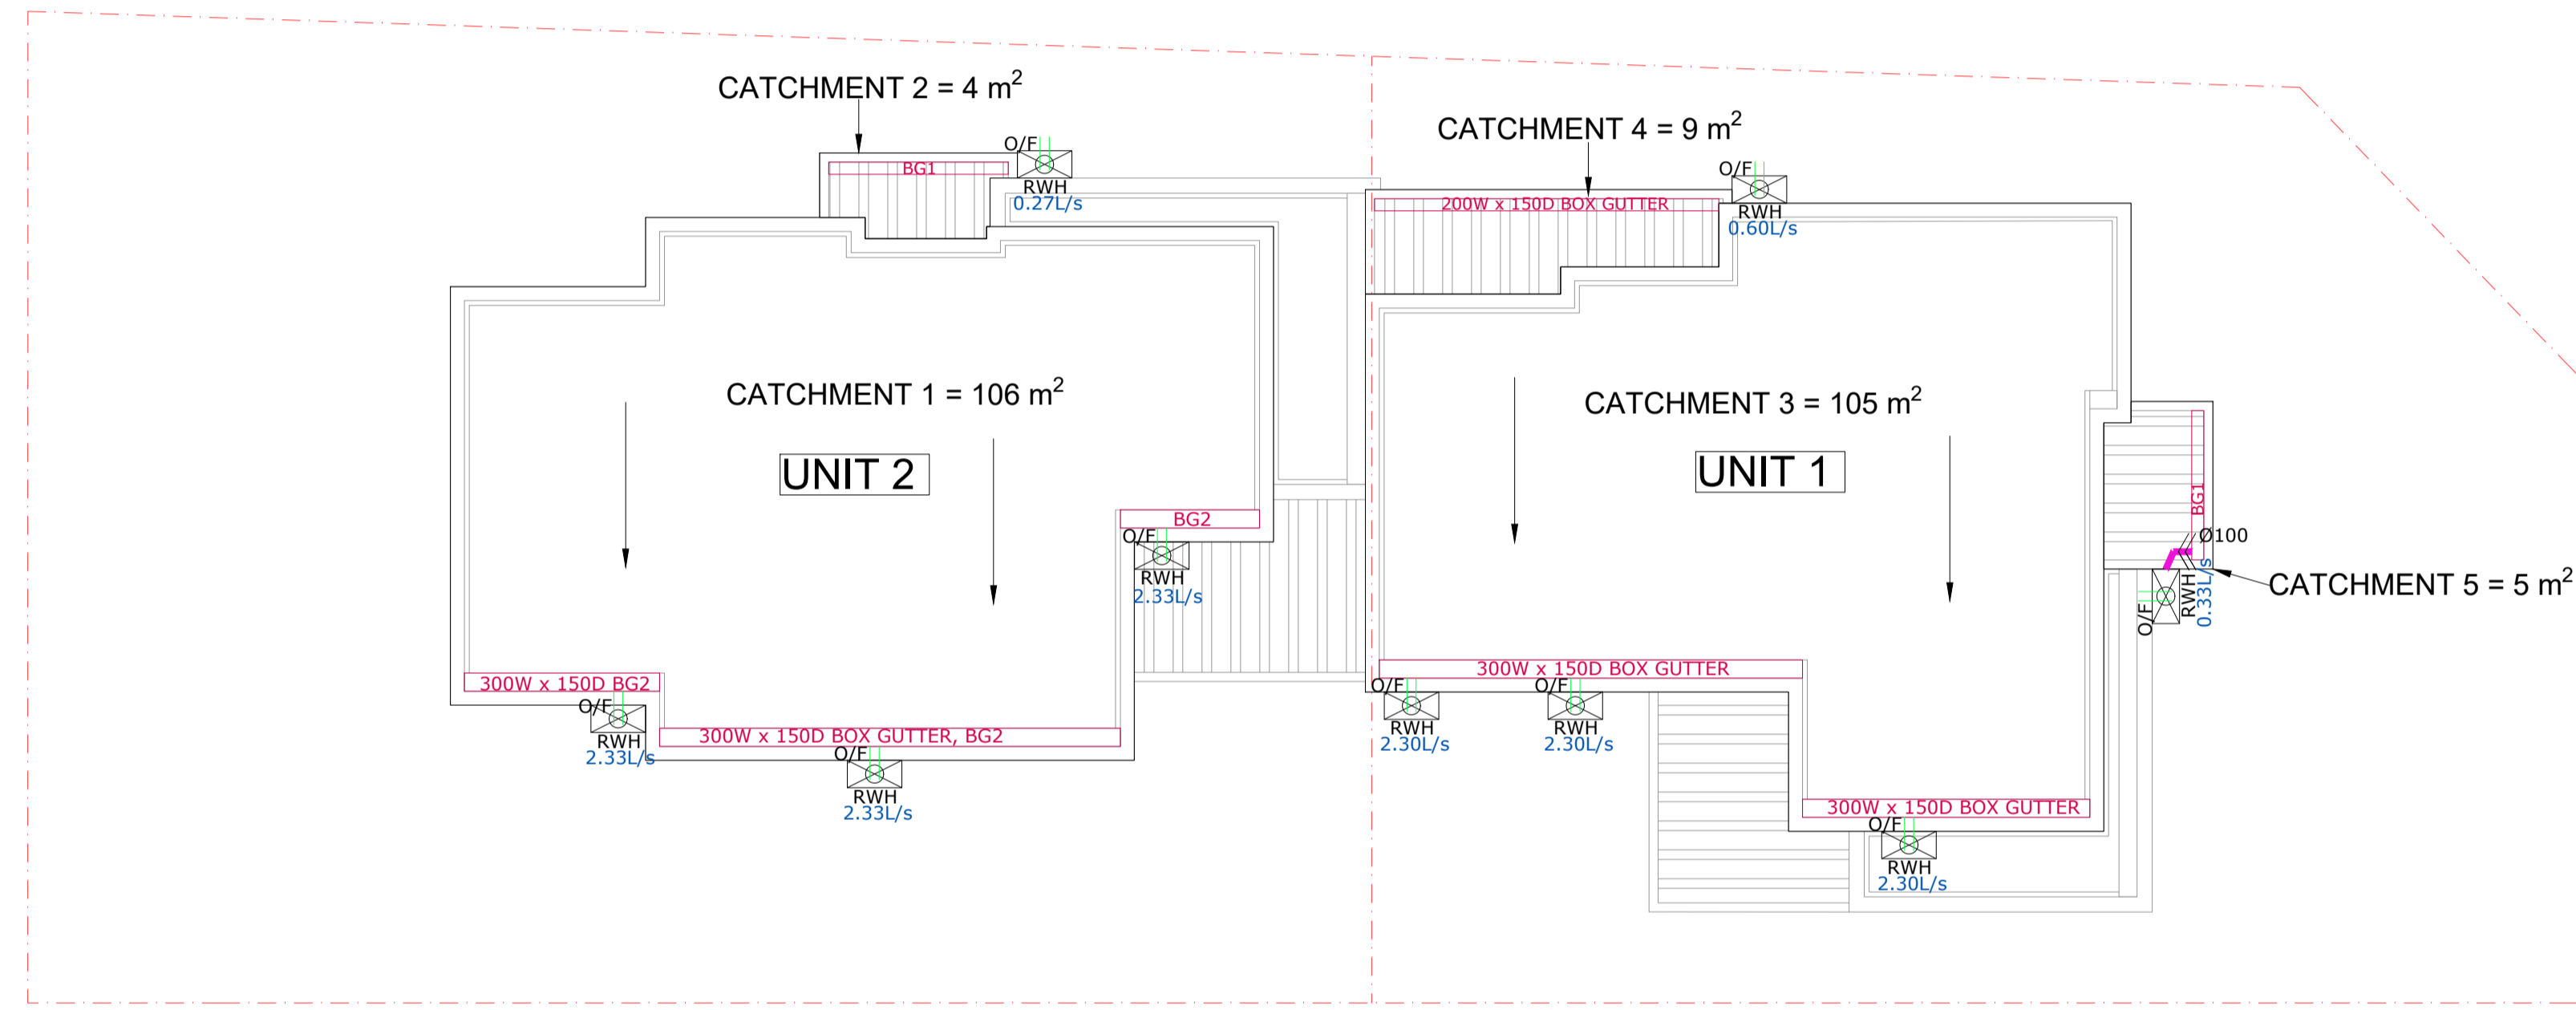 CATCHMENT 2 = 4 m²
O/F
BG1
RWH
0.27L/s
CATCHMENT 4 = 9 m²
O/F
200W x 150D BOX GUTTER
RWH
0.60L/s
CATCHMENT 1 = 106 m²
UNIT 2
BG2
O/F
RWH
2.33L/s
300W x 150D BG2
O/F
RWH
2.33L/s
300W x 150D BOX GUTTER, BG2
O/F
RWH
2.33L/s
CATCHMENT 3 = 105 m²
UNIT 1
BG1
Ø100
CATCHMENT 5 = 5 m²
RWH
0.33L/s
O/F
300W x 150D BOX GUTTER
O/F
RWH
2.30L/s
O/F
RWH
2.30L/s
300W x 150D BOX GUTTER
O/F
RWH
2.30L/s